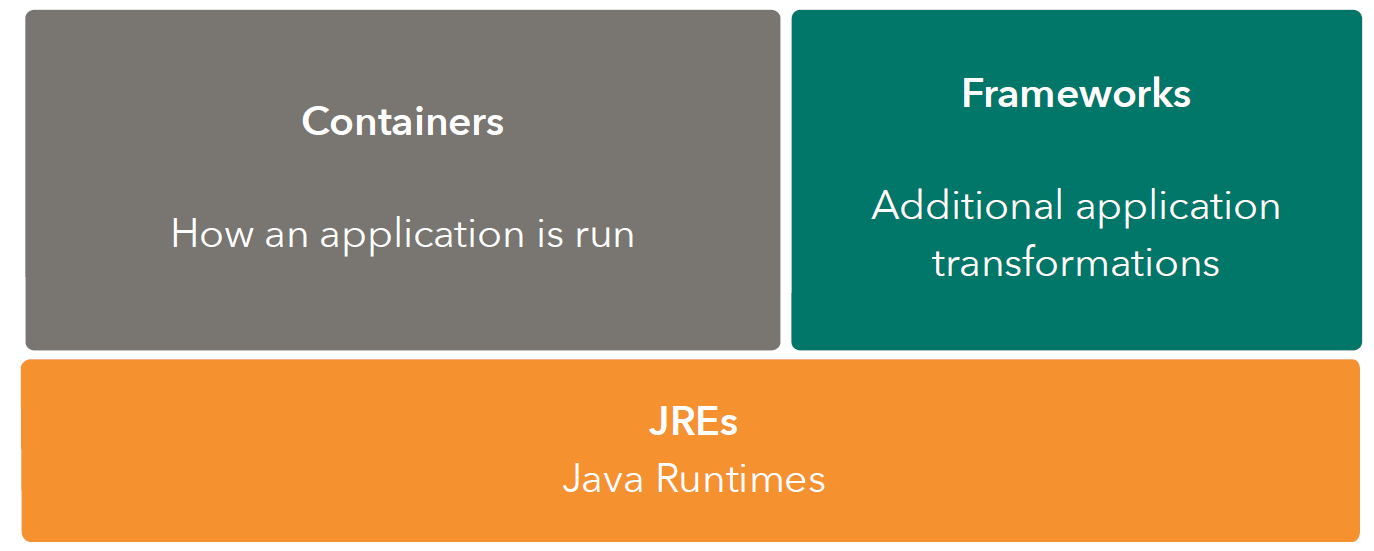 Containers
How an application is run
Frameworks
Additional application
transformations
JREs
Java Runtimes